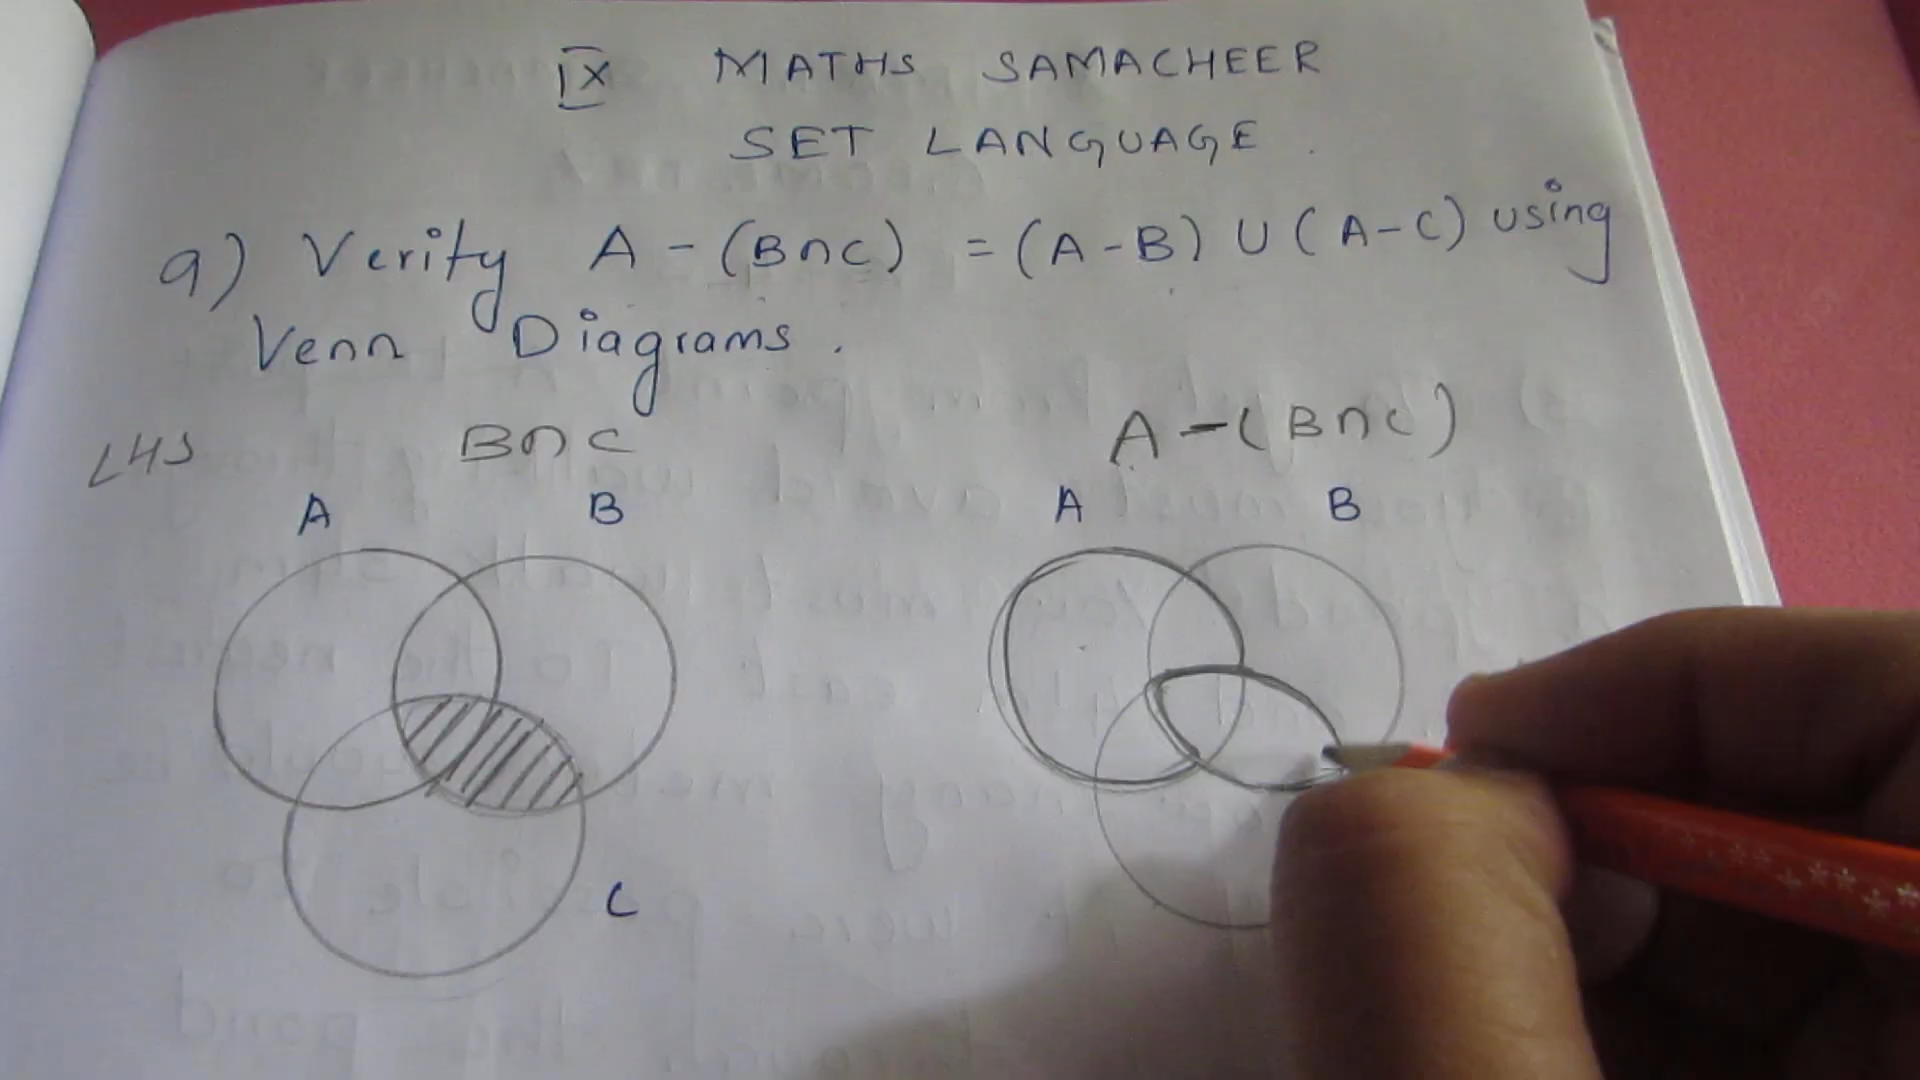 IX MATHS SAMACHEER
SET LANGUAGE.
9) Verify A - (B∩C) = (A-B) ∪ (A-C) using
Venn Diagrams.
LHS B∩C A-(B∩C)
A B A B
C